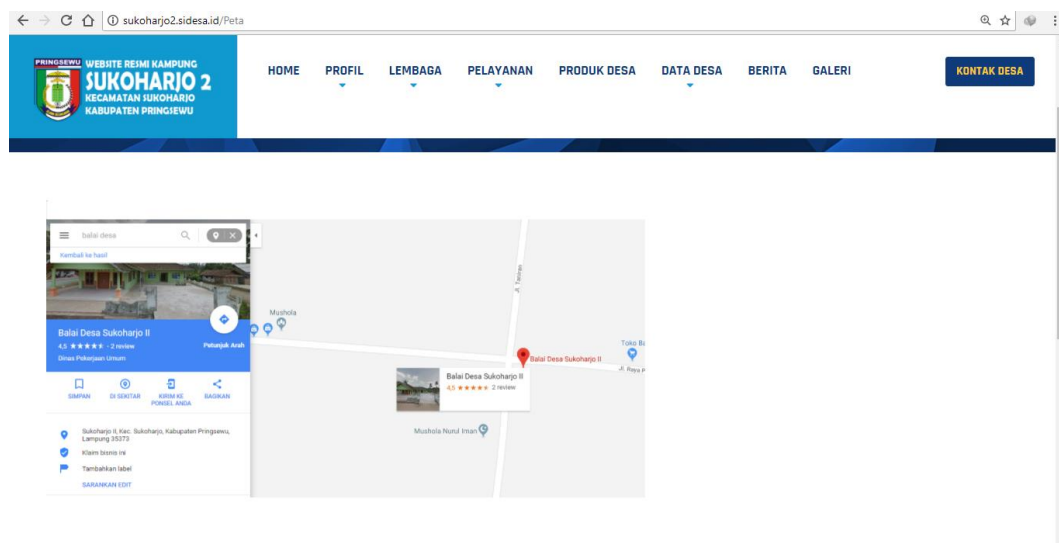 sukoharjo2.sidesa.id/Peta
PRINGSEWU
WEBSITE RESMI KAMPUNG
SUKOHARJO 2
KECAMATAN SUKOHARJO
KABUPATEN PRINGSEWU
HOME PROFIL LEMBAGA PELAYANAN PRODUK DESA DATA DESA BERITA GALERI KONTAK DESA
balai desa
Kembali ke hasil
Balai Desa Sukoharjo II
4,5 2 review
Dinas Pekerjaan Umum
Petunjuk Arah
SIMPAN
DI SEKITAR
KIRIM KE PONSEL ANDA
BAGIKAN
Sukoharjo II, Kec. Sukoharjo, Kabupaten Pringsewu,
Lampung 35373
Klaim bisnis ini
Tambahkan label
SARANKAN EDIT
Mushola
Toko Ba
Balai Desa Sukoharjo II
Jl. Raya P
Balai Desa Sukoharjo II
4,5 2 review
Mushola Nurul Iman